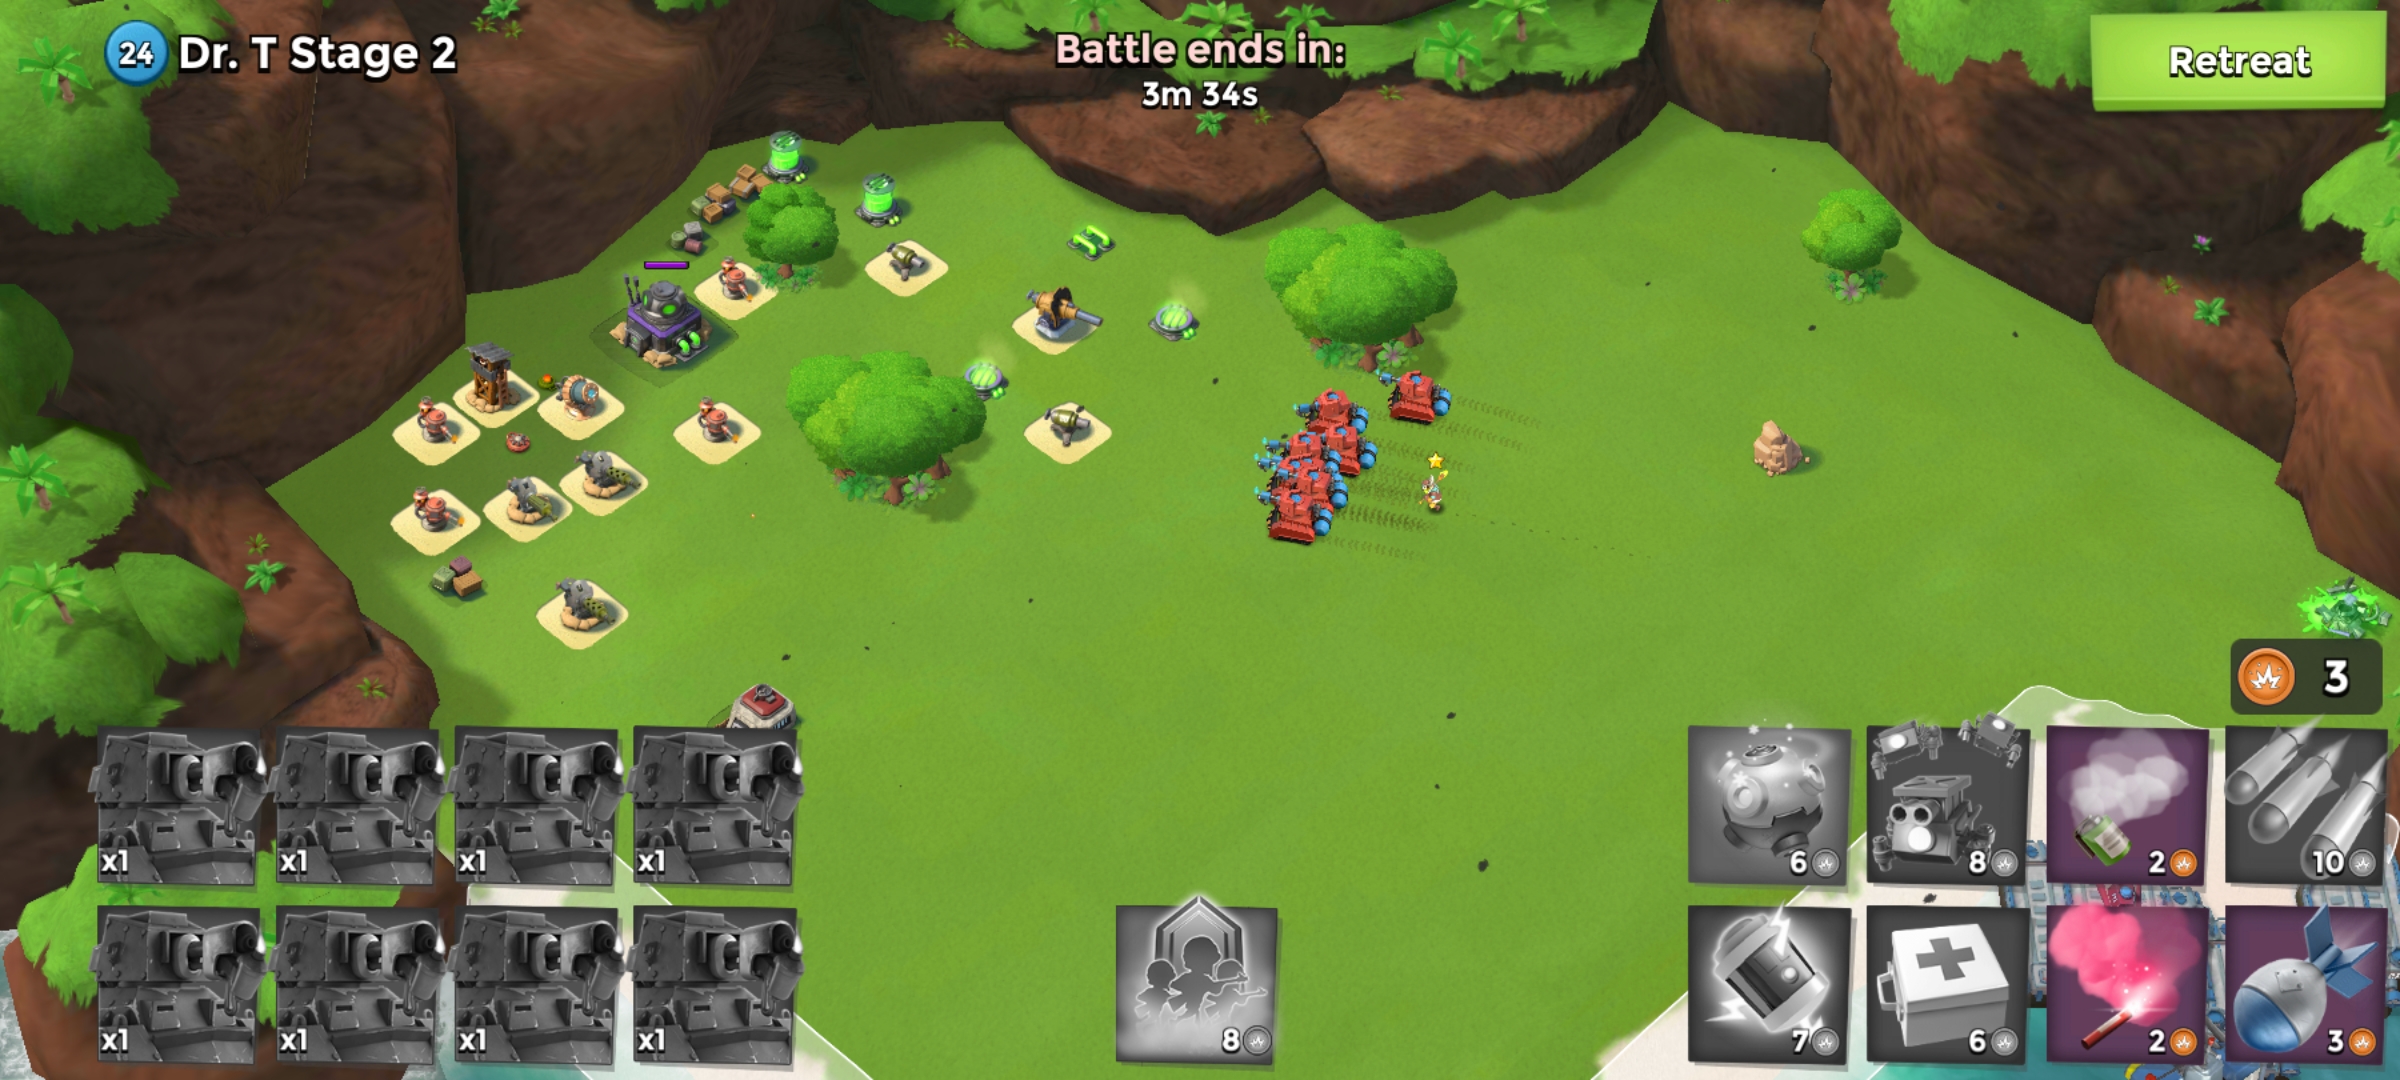 24 Dr. T Stage 2
Battle ends in:
3m 34s
Retreat
3
x1 x1 x1 x1
6 8 2 10
x1 x1 x1 x1
8
7 6 2 3